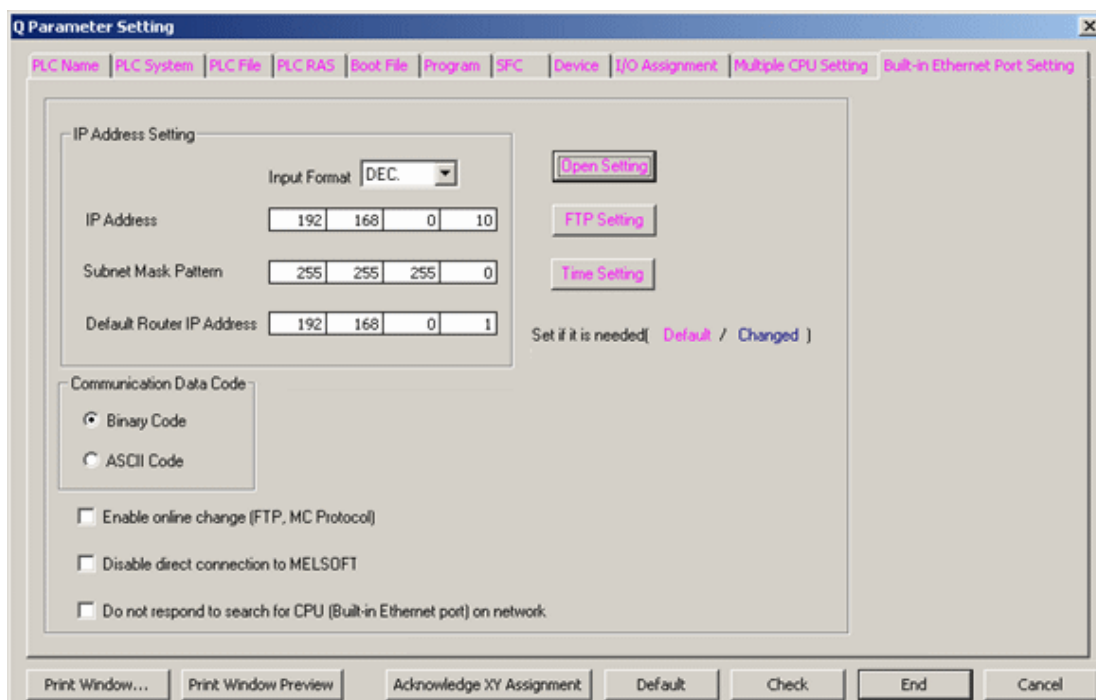 Q Parameter Setting
PLC Name PLC System PLC File PLC RAS Boot File Program SFC Device I/O Assignment Multiple CPU Setting Built-in Ethernet Port Setting
IP Address Setting
Input Format DEC.
Open Setting
IP Address 192 168 0 10
FTP Setting
Subnet Mask Pattern 255 255 255 0
Time Setting
Default Router IP Address 192 168 0 1
Set if it is needed( Default / Changed )
Communication Data Code
Binary Code
ASCII Code
Enable online change (FTP, MC Protocol)
Disable direct connection to MELSOFT
Do not respond to search for CPU (Built-in Ethernet port) on network
Print Window... Print Window Preview Acknowledge XY Assignment Default Check End Cancel